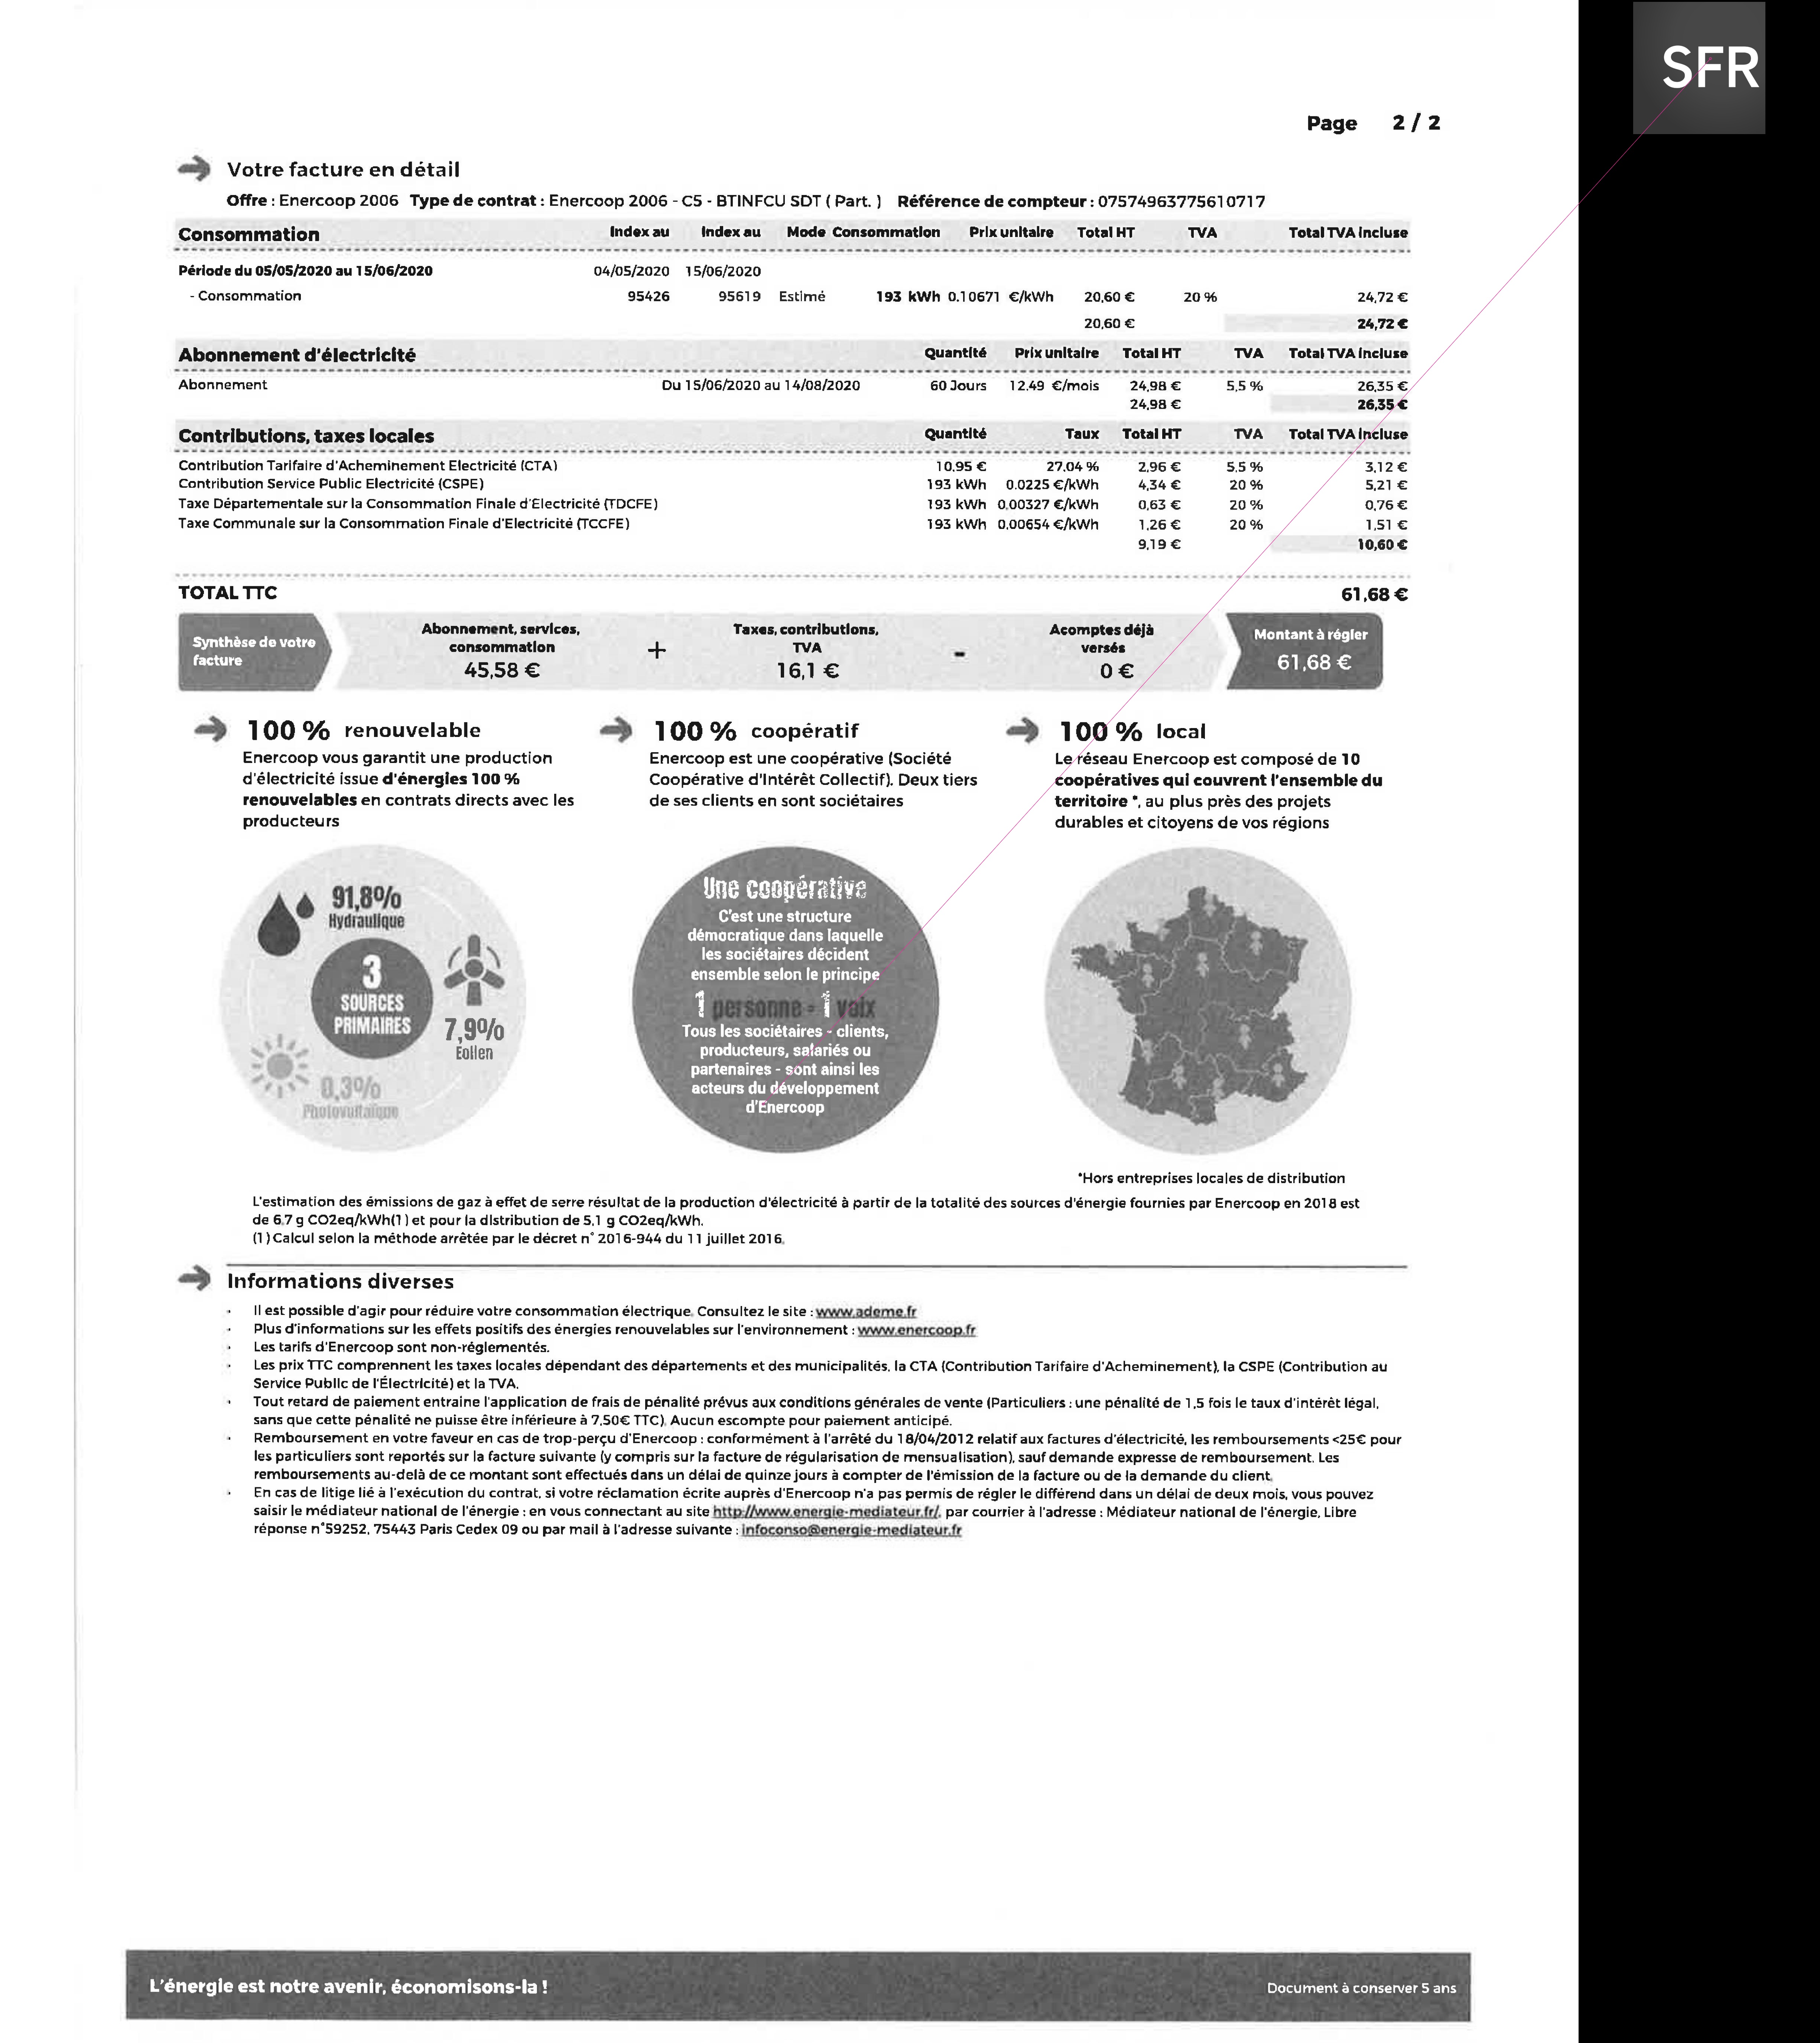 SFR
Page 2 / 2
Votre facture en détail
Offre : Enercoop 2006 Type de contrat : Enercoop 2006 - C5 - BTINFCU SDT ( Part. ) Référence de compteur : 07574963775610717
Consommation Index au Index au Mode Consommation Prix unitaire Total HT TVA Total TVA incluse
Période du 05/05/2020 au 15/06/2020 04/05/2020 15/06/2020
- Consommation 95426 95619 Estimé 193 kWh 0.10671 €/kWh 20,60 € 20 % 24,72 €
20,60 € 24,72 €
Abonnement d'électricité Quantité Prix unitaire Total HT TVA Total TVA incluse
Abonnement Du 15/06/2020 au 14/08/2020 60 Jours 12.49 €/mois 24,98 € 5,5 % 26,35 €
24,98 € 26,35 €
Contributions, taxes locales Quantité Taux Total HT TVA Total TVA incluse
Contribution Tarifaire d'Acheminement Electricité (CTA) 10,95 € 27.04 % 2,96 € 5,5 % 3,12 €
Contribution Service Public Electricité (CSPE) 193 kWh 0.0225 €/kWh 4,34 € 20 % 5,21 €
Taxe Départementale sur la Consommation Finale d'Électricité (TDCFE) 193 kWh 0.00327 €/kWh 0,63 € 20 % 0,76 €
Taxe Communale sur la Consommation Finale d'Electricité (TCCFE) 193 kWh 0,00654 €/kWh 1,26 € 20 % 1,51 €
9,19 € 10,60 €
TOTAL TTC 61,68 €
Synthèse de votre facture
Abonnement, services, consommation
45,58 €
+
Taxes, contributions, TVA
16,1 €
-
Acomptes déjà versés
0 €
Montant à régler
61,68 €
100 % renouvelable
Enercoop vous garantit une production
d'électricité issue d'énergies 100 %
renouvelables en contrats directs avec les
producteurs
100 % coopératif
Enercoop est une coopérative (Société
Coopérative d'Intérêt Collectif). Deux tiers
de ses clients en sont sociétaires
100 % local
Le réseau Enercoop est composé de 10
coopératives qui couvrent l'ensemble du
territoire *, au plus près des projets
durables et citoyens de vos régions
91,8%
Hydraulique
3
SOURCES
PRIMAIRES
7,9%
Eolien
0,3%
Photovoltaïque
Une coopérative
C'est une structure
démocratique dans laquelle
les sociétaires décident
ensemble selon le principe
1 personne = 1 voix
Tous les sociétaires - clients,
producteurs, salariés ou
partenaires - sont ainsi les
acteurs du développement
d'Enercoop
*Hors entreprises locales de distribution
L'estimation des émissions de gaz à effet de serre résultat de la production d'électricité à partir de la totalité des sources d'énergie fournies par Enercoop en 2018 est
de 6,7 g CO2eq/kWh(1) et pour la distribution de 5,1 g CO2eq/kWh.
(1) Calcul selon la méthode arrêtée par le décret n° 2016-944 du 11 juillet 2016.
Informations diverses
Il est possible d'agir pour réduire votre consommation électrique. Consultez le site : www.ademe.fr
Plus d'informations sur les effets positifs des énergies renouvelables sur l'environnement : www.enercoop.fr
Les tarifs d'Enercoop sont non-réglementés.
Les prix TTC comprennent les taxes locales dépendant des départements et des municipalités, la CTA (Contribution Tarifaire d'Acheminement), la CSPE (Contribution au
Service Public de l'Électricité) et la TVA.
Tout retard de paiement entraine l'application de frais de pénalité prévus aux conditions générales de vente (Particuliers : une pénalité de 1,5 fois le taux d'intérêt légal,
sans que cette pénalité ne puisse être inférieure à 7,50€ TTC). Aucun escompte pour paiement anticipé.
Remboursement en votre faveur en cas de trop-perçu d'Enercoop : conformément à l'arrêté du 18/04/2012 relatif aux factures d'électricité, les remboursements <25€ pour
les particuliers sont reportés sur la facture suivante (y compris sur la facture de régularisation de mensualisation), sauf demande expresse de remboursement. Les
remboursements au-delà de ce montant sont effectués dans un délai de quinze jours à compter de l'émission de la facture ou de la demande du client.
En cas de litige lié à l'exécution du contrat, si votre réclamation écrite auprès d'Enercoop n'a pas permis de régler le différend dans un délai de deux mois, vous pouvez
saisir le médiateur national de l'énergie : en vous connectant au site http://www.energie-mediateur.fr/, par courrier à l'adresse : Médiateur national de l'énergie, Libre
réponse n°59252, 75443 Paris Cedex 09 ou par mail à l'adresse suivante : infoconso@energie-mediateur.fr
L'énergie est notre avenir, économisons-la !
Document à conserver 5 ans